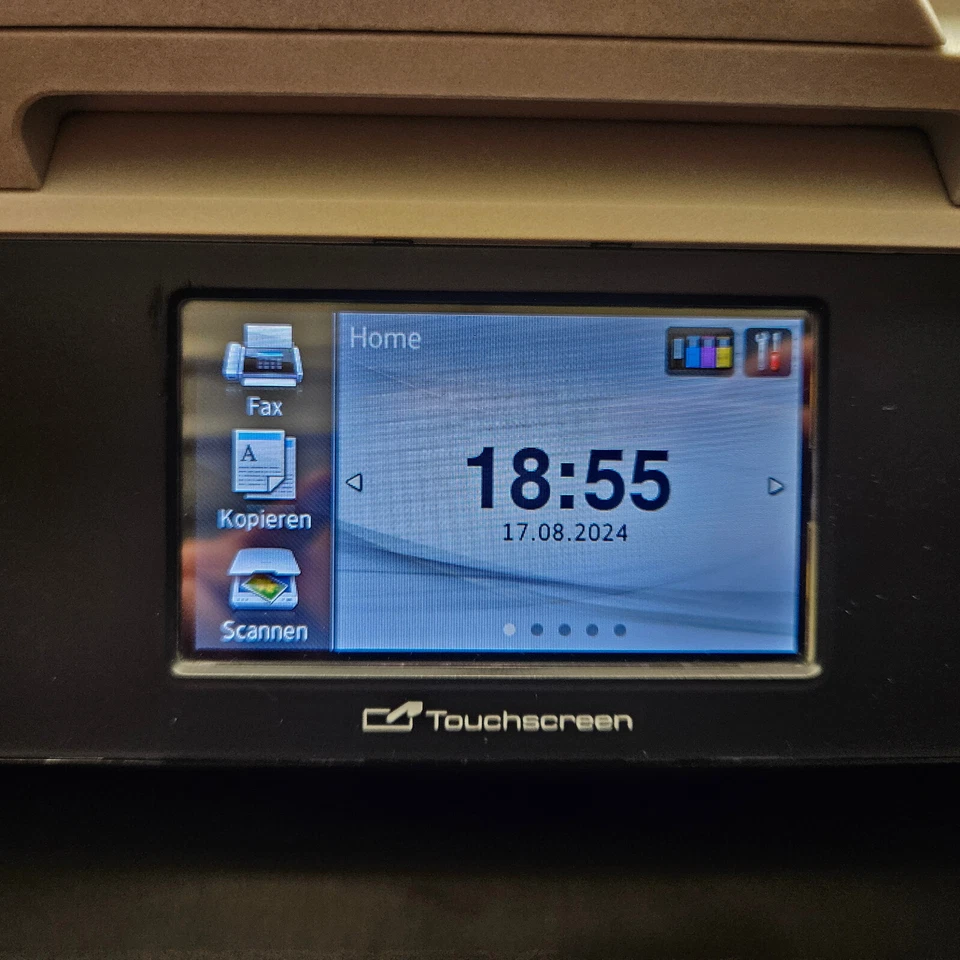 Home
Fax
A
Kopieren
Scannen
18:55
17.08.2024
Touchscreen